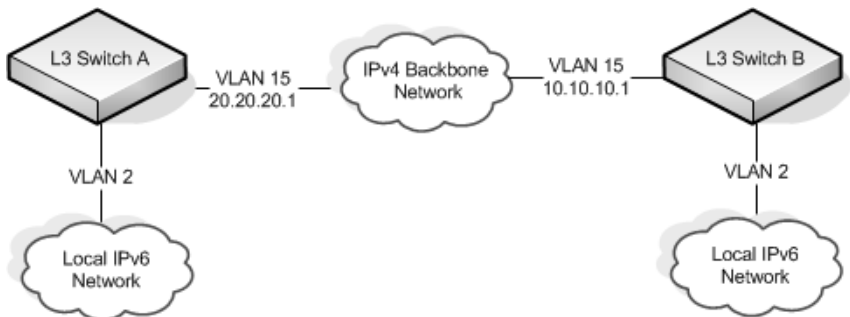 L3 Switch A
VLAN 15
20.20.20.1
IPv4 Backbone
Network
VLAN 15
10.10.10.1
L3 Switch B
VLAN 2
VLAN 2
Local IPv6
Network
Local IPv6
Network